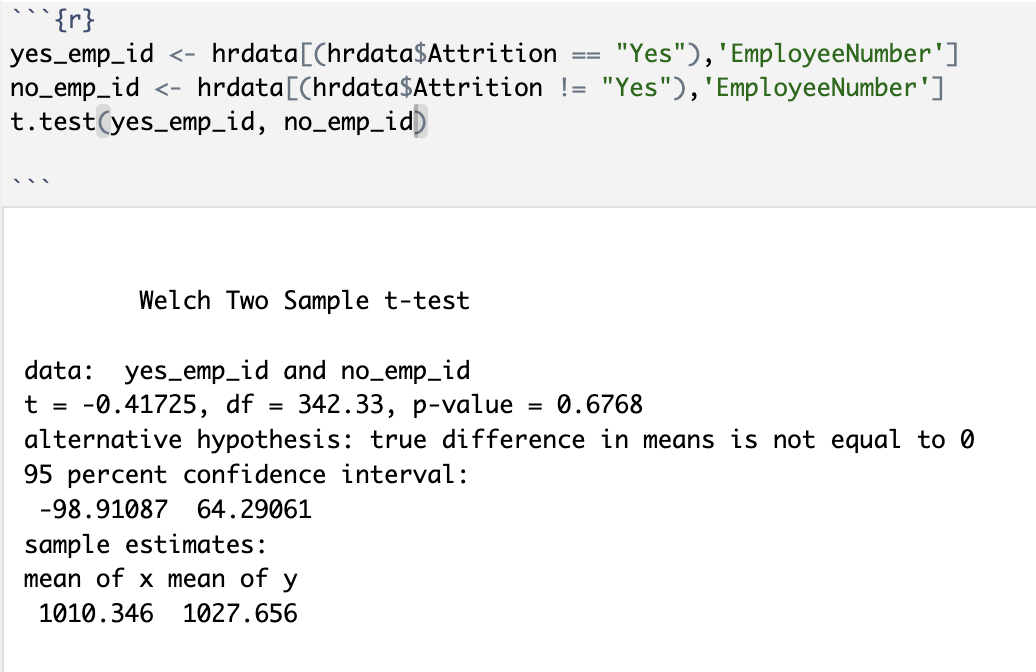 ```{r}
yes_emp_id <- hrdata[(hrdata$Attrition == "Yes"),'EmployeeNumber']
no_emp_id <- hrdata[(hrdata$Attrition != "Yes"),'EmployeeNumber']
t.test(yes_emp_id, no_emp_id)
```
Welch Two Sample t-test
data:  yes_emp_id and no_emp_id
t = -0.41725, df = 342.33, p-value = 0.6768
alternative hypothesis: true difference in means is not equal to 0
95 percent confidence interval:
 -98.91087  64.29061
sample estimates:
mean of x mean of y
 1010.346  1027.656